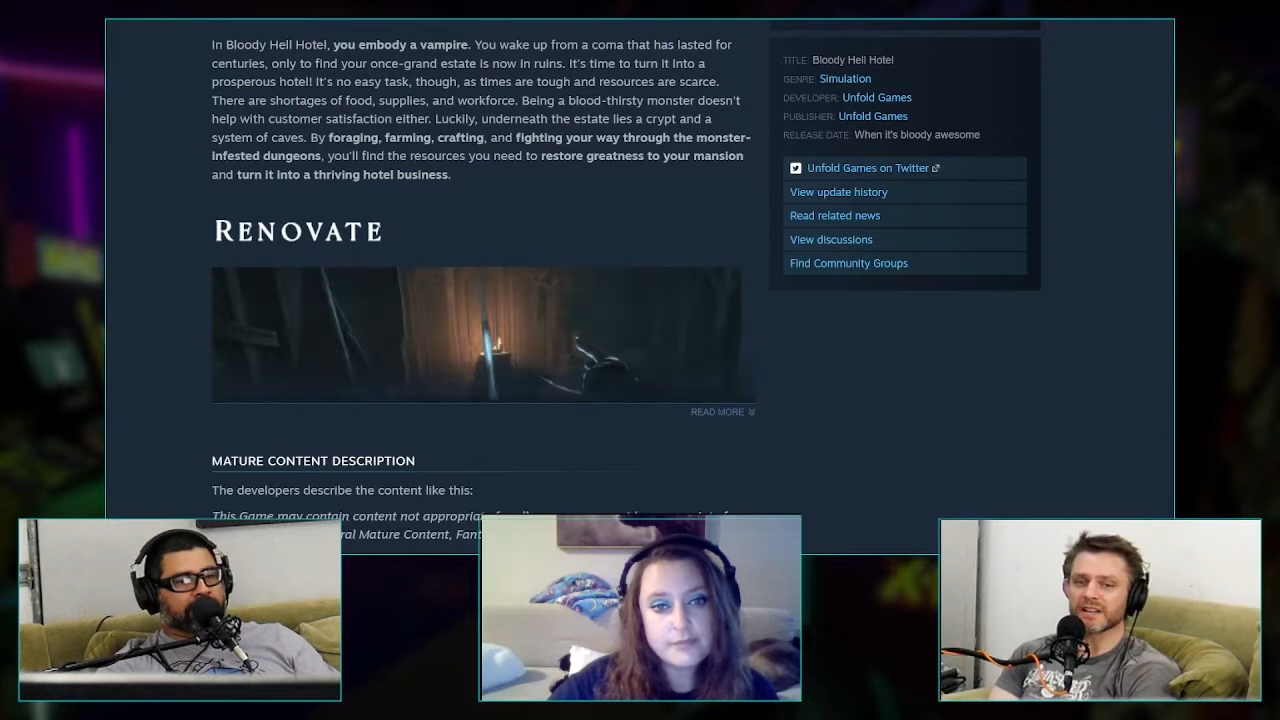 In Bloody Hell Hotel, you embody a vampire. You wake up from a coma that has lasted for
centuries, only to find your once-grand estate is now in ruins. It's time to turn it into a
prosperous hotel! It's no easy task, though, as times are tough and resources are scarce.
There are shortages of food, supplies, and workforce. Being a blood-thirsty monster doesn't
help with customer satisfaction either. Luckily, underneath the estate lies a crypt and a
system of caves. By foraging, farming, crafting, and fighting your way through the monster-
infested dungeons, you'll find the resources you need to restore greatness to your mansion
and turn it into a thriving hotel business.
RENOVATE
READ MORE
MATURE CONTENT DESCRIPTION
The developers describe the content like this:
This Game may contain content not appropriate
ral Mature Content, Fant
TITLE: Bloody Hell Hotel
GENRE: Simulation
DEVELOPER: Unfold Games
PUBLISHER: Unfold Games
RELEASE DATE: When it's bloody awesome
Unfold Games on Twitter
View update history
Read related news
View discussions
Find Community Groups